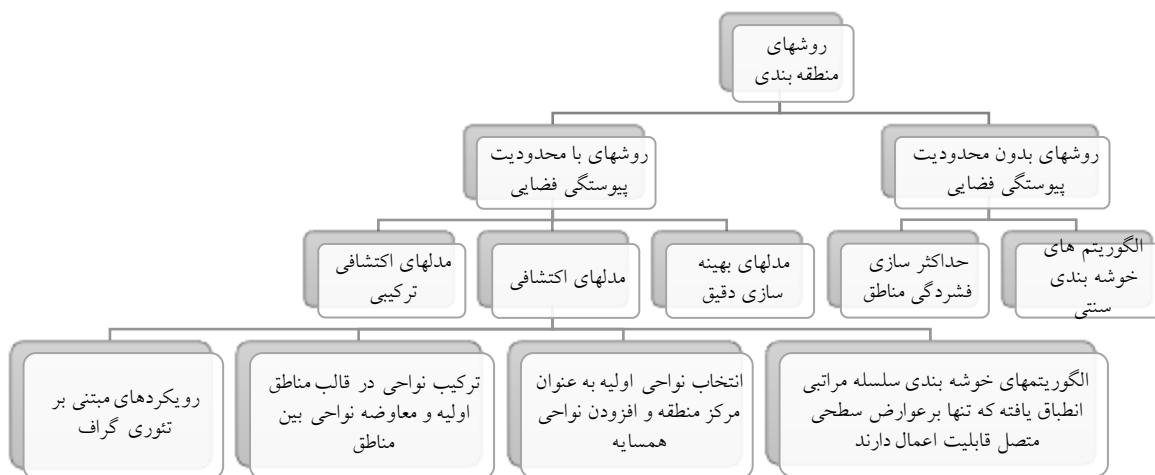 روشهای
منطقه بندی
روشهای بدون محدودیت
پیوستگی فضایی
روشهای با محدودیت
پیوستگی فضایی
الگوریتم های
خوشه بندی
سنتی
حداکثر سازی
فشردگی مناطق
مدلهای بهینه
سازی دقیق
مدلهای اکتشافی
مدلهای اکتشافی
ترکیبی
الگوریتمهای خوشه بندی سلسله مراتبی
انطباق یافته که تنها برعوارض سطحی
متصل قابلیت اعمال دارند
انتخاب نواحی اولیه به عنوان
مرکز منطقه و افزودن نواحی
همسایه
ترکیب نواحی در قالب مناطق
اولیه و معاوضه نواحی بین
مناطق
رویکردهای مبتنی بر
تئوری گراف